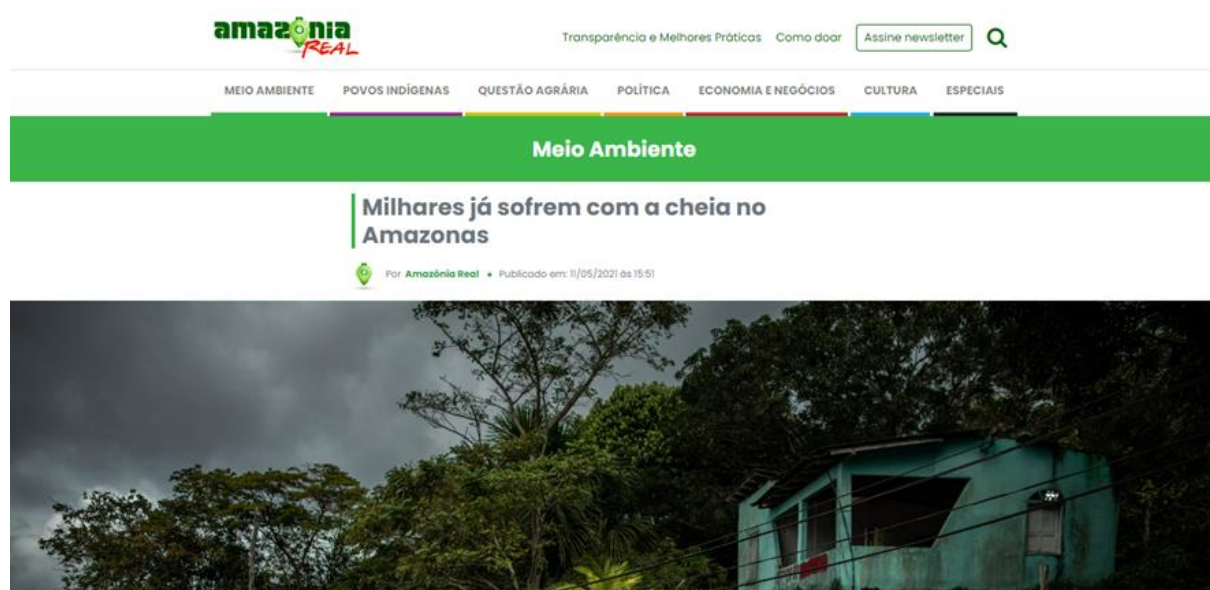 amazônia
REAL
Transparência e Melhores Práticas Como doar Assine newsletter
MEIO AMBIENTE POVOS INDÍGENAS QUESTÃO AGRÁRIA POLÍTICA ECONOMIA E NEGÓCIOS CULTURA ESPECIAIS
Meio Ambiente
Milhares já sofrem com a cheia no
Amazonas
Por Amazônia Real • Publicado em: 11/05/2021 às 15:51